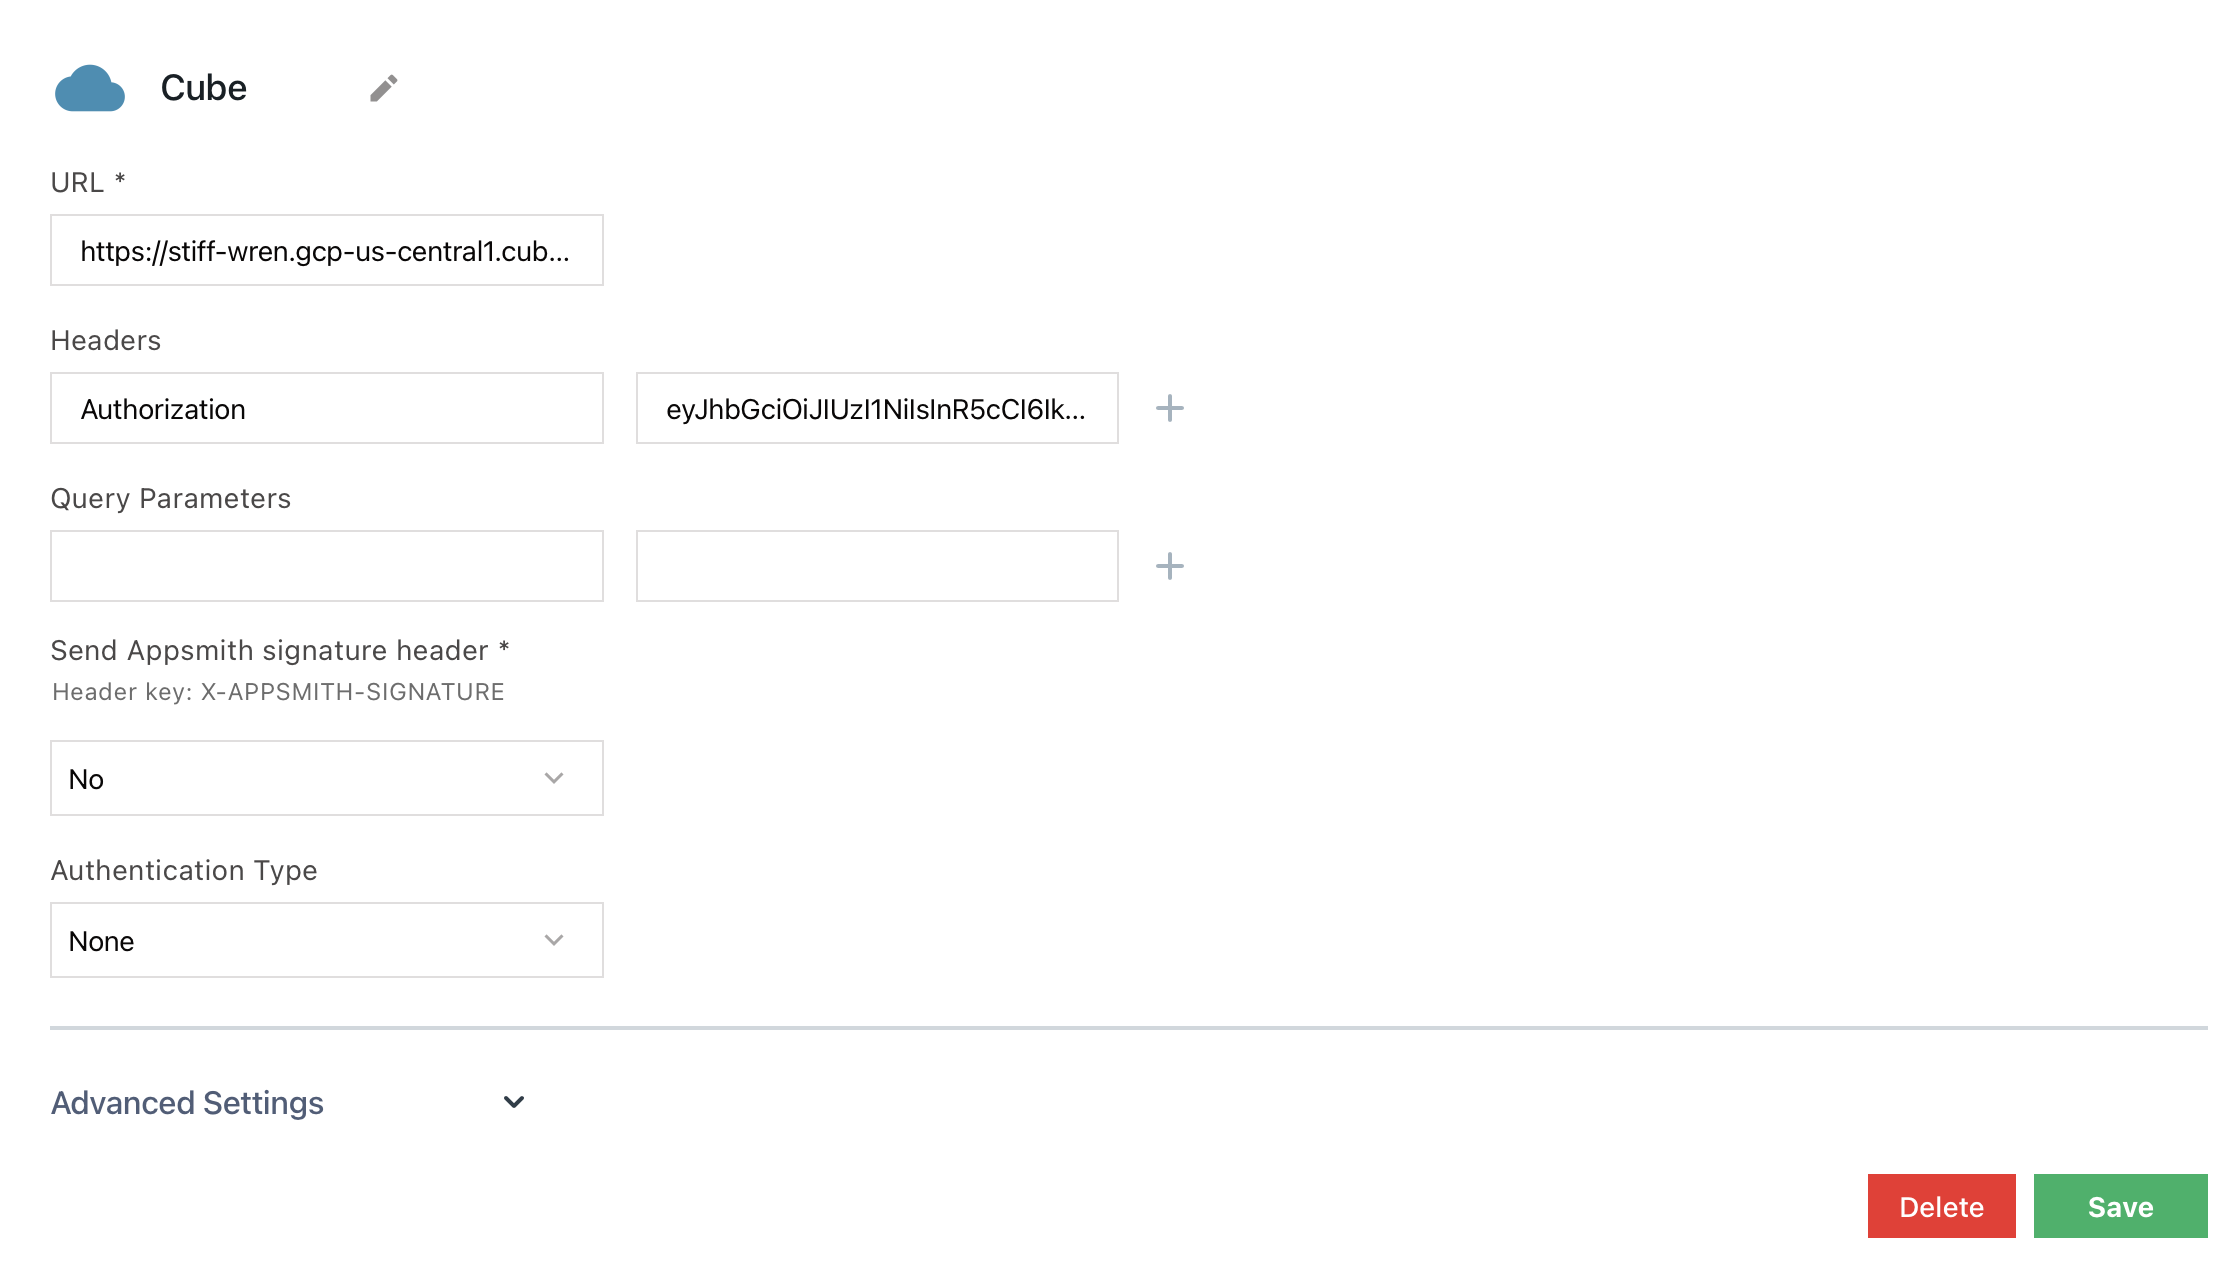 Cube
URL *
https://stiff-wren.gcp-us-central1.cub...
Headers
Authorization
eyJhbGciOiJIUzI1NiIsInR5cCI6Ik...
Query Parameters
Send Appsmith signature header *
Header key: X-APPSMITH-SIGNATURE
No
Authentication Type
None
Advanced Settings
Delete
Save